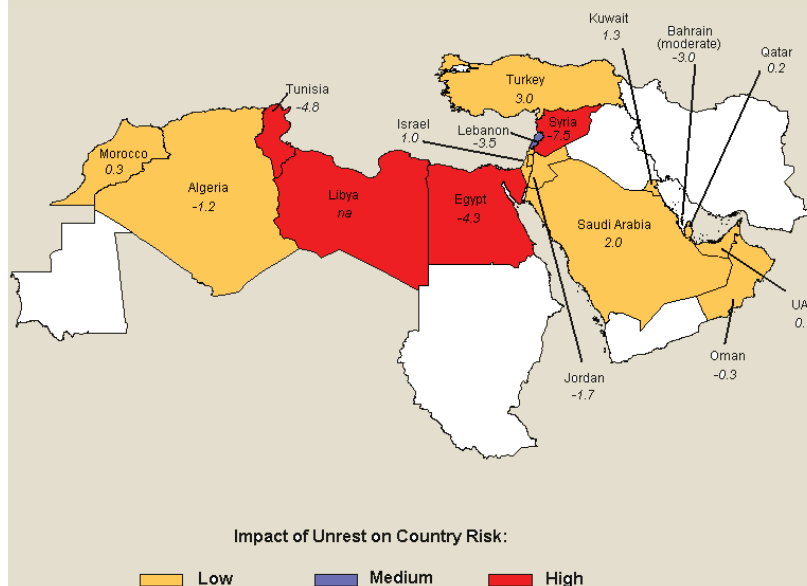 Kuwait
1.3
Bahrain
(moderate)
-3.0
Qatar
0.2
Tunisia
-4.8
Turkey
3.0
Israel
1.0
Lebanon
-3.5
Syria
-7.5
Morocco
0.3
Algeria
-1.2
Libya
na
Egypt
-4.3
Saudi Arabia
2.0
UA
0.
Oman
-0.3
Jordan
-1.7
Impact of Unrest on Country Risk:
Low
Medium
High